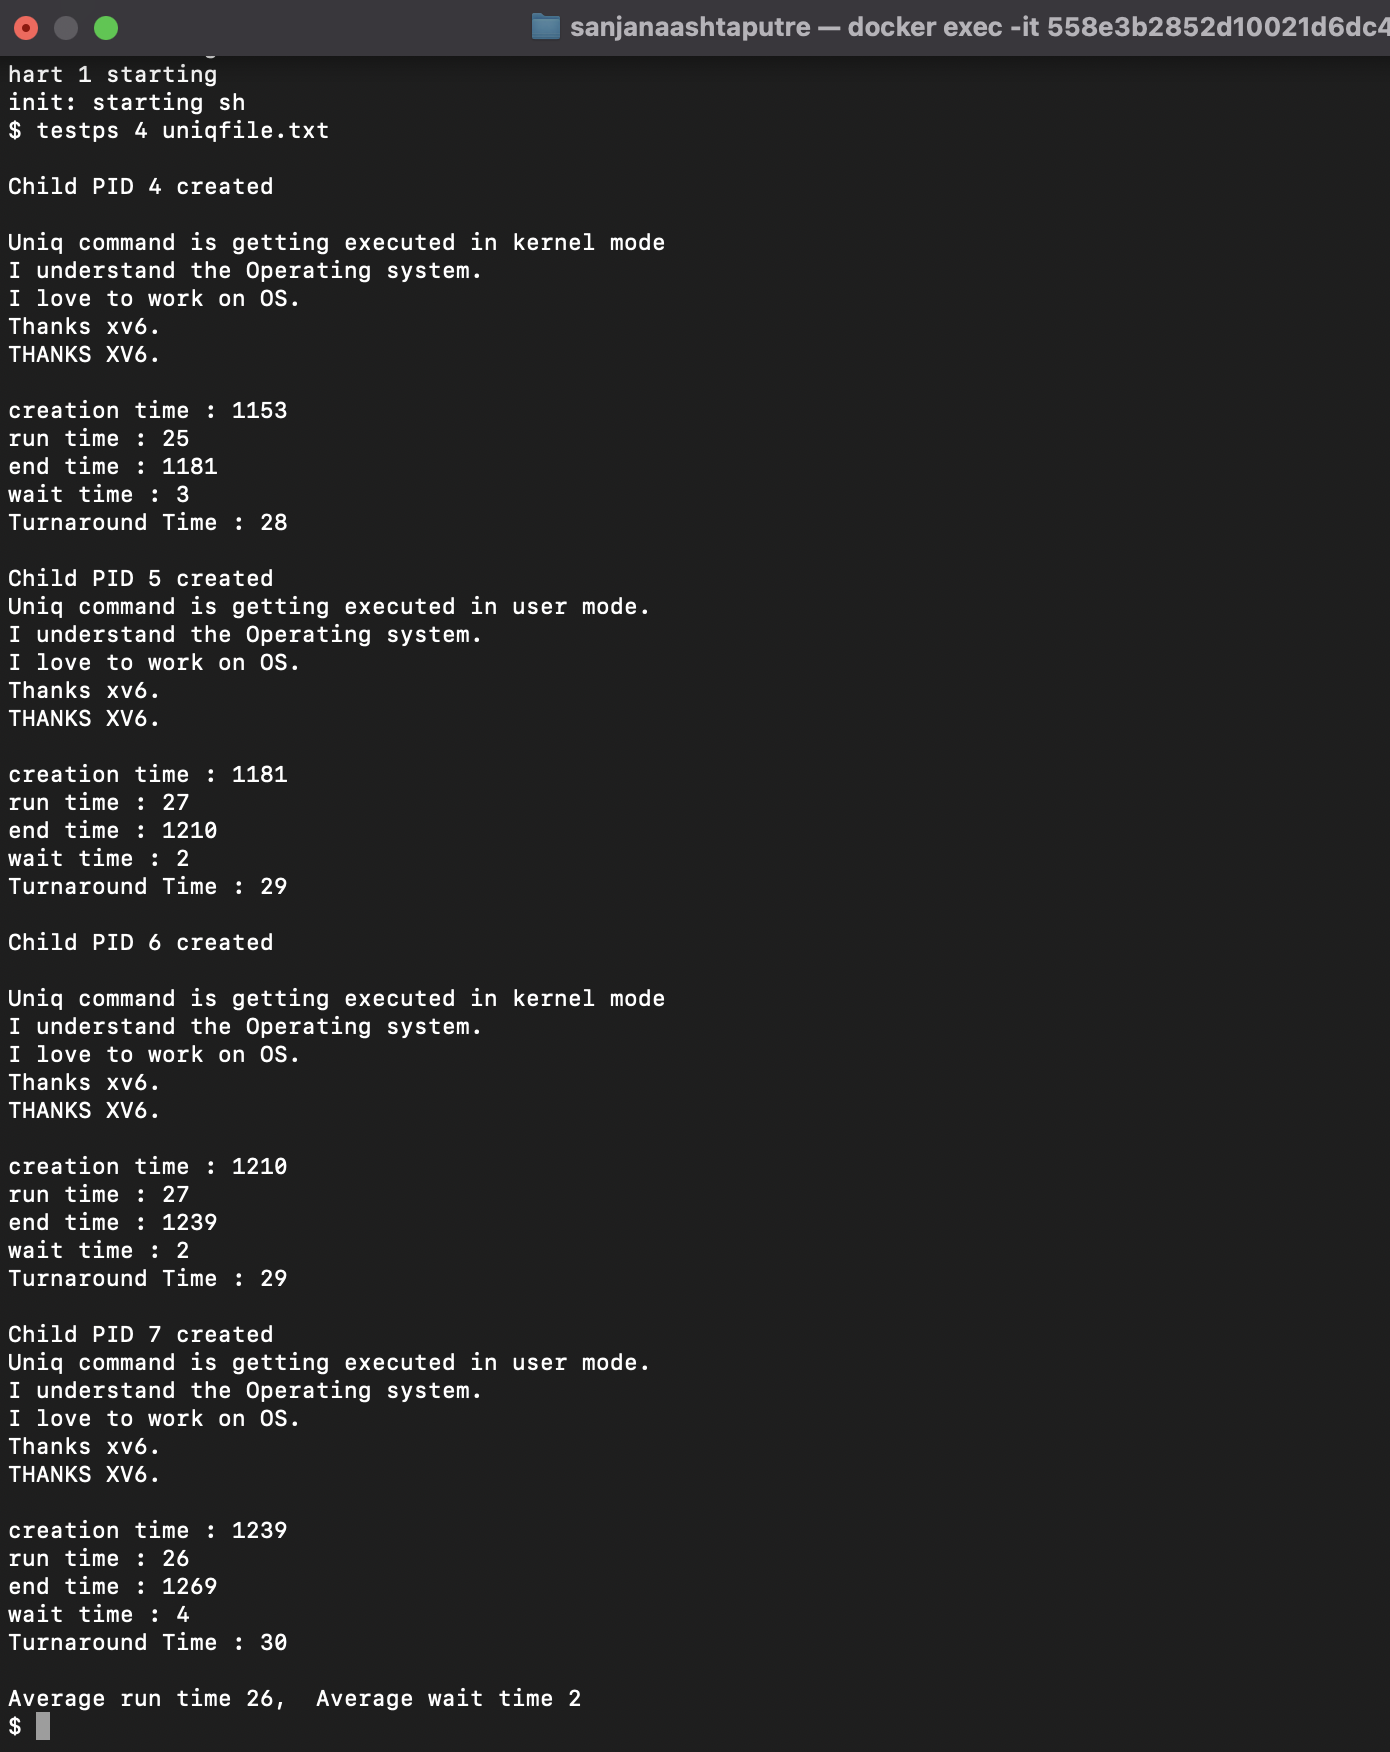 sanjanaashtaputre — docker exec -it 558e3b2852d10021d6dc4
hart 1 starting
init: starting sh
$ testps 4 uniqfile.txt
Child PID 4 created
Uniq command is getting executed in kernel mode
I understand the Operating system.
I love to work on OS.
Thanks xv6.
THANKS XV6.
creation time : 1153
run time : 25
end time : 1181
wait time : 3
Turnaround Time : 28
Child PID 5 created
Uniq command is getting executed in user mode.
I understand the Operating system.
I love to work on OS.
Thanks xv6.
THANKS XV6.
creation time : 1181
run time : 27
end time : 1210
wait time : 2
Turnaround Time : 29
Child PID 6 created
Uniq command is getting executed in kernel mode
I understand the Operating system.
I love to work on OS.
Thanks xv6.
THANKS XV6.
creation time : 1210
run time : 27
end time : 1239
wait time : 2
Turnaround Time : 29
Child PID 7 created
Uniq command is getting executed in user mode.
I understand the Operating system.
I love to work on OS.
Thanks xv6.
THANKS XV6.
creation time : 1239
run time : 26
end time : 1269
wait time : 4
Turnaround Time : 30
Average run time 26,  Average wait time 2
$